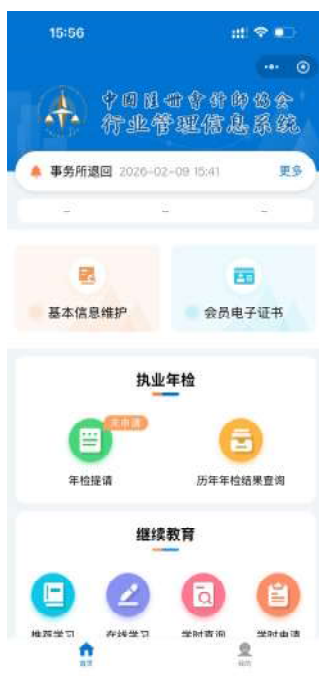 15:56
中国注册会计师协会
行业管理信息系统
事务所退回 2026-02-09 15:41 更多
- - -
基本信息维护 会员电子证书
执业年检
未申请
年检提请 历年年检结果查询
继续教育
推荐学习 在线学习 学时查询 学时申请
首页 我的